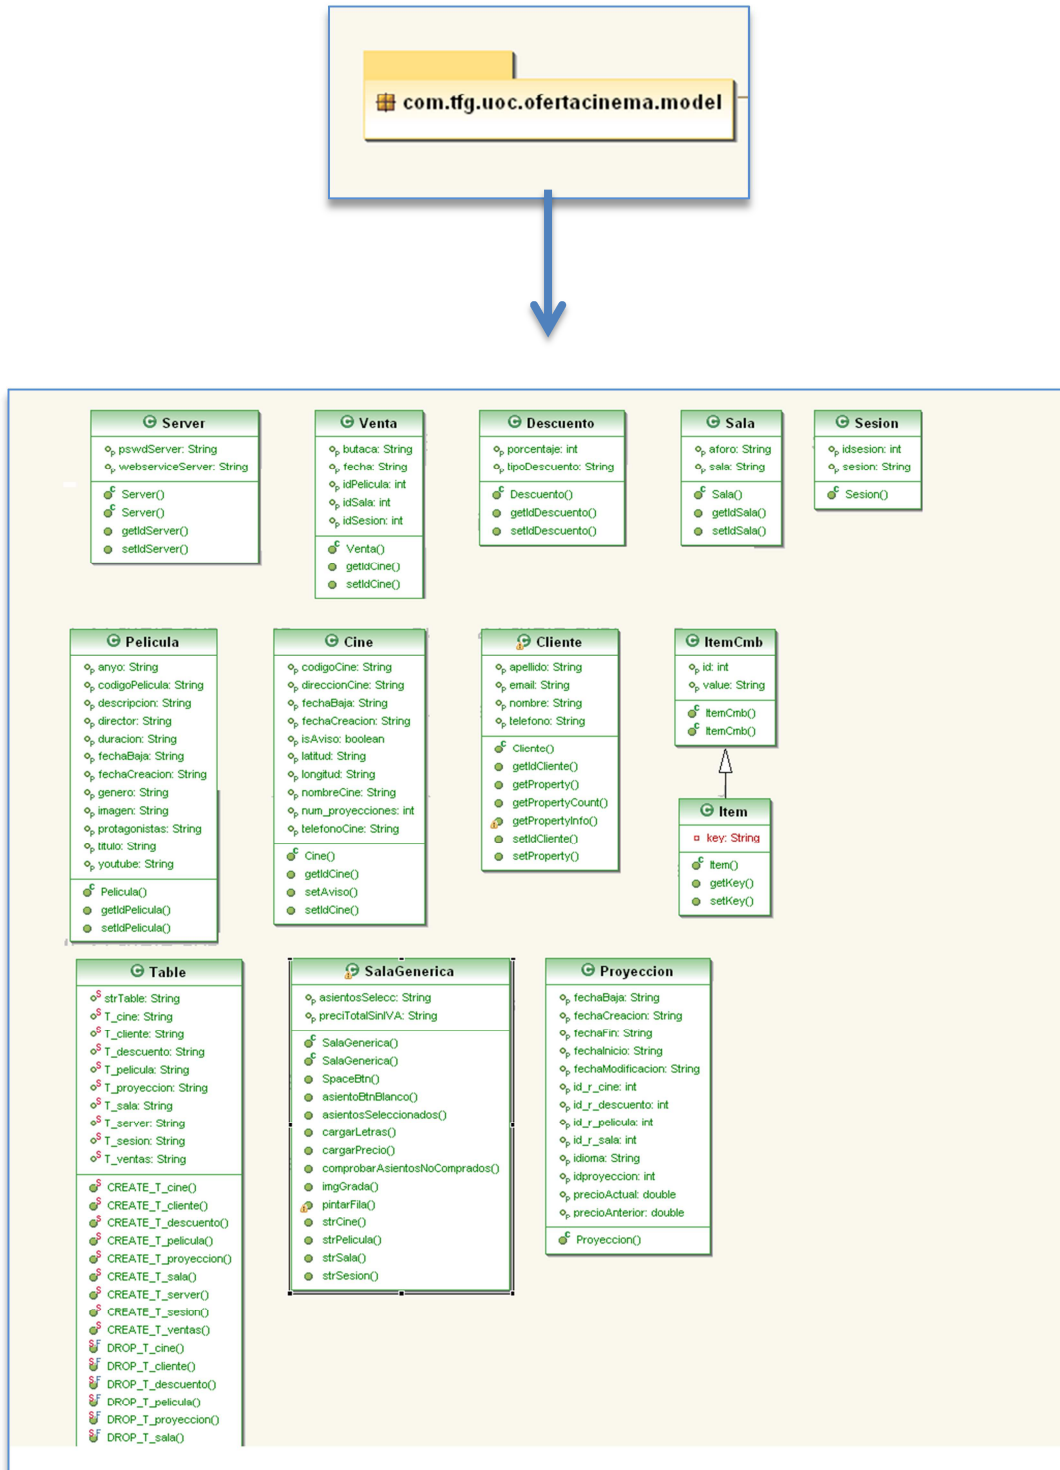 com.tfg.uoc.ofertacinema.model
Server
pswdServer: String
webserviceServer: String
Server()
Server()
getIdServer()
setIdServer()
Venta
butaca: String
fecha: String
idPelicula: int
idSala: int
idSesion: int
Venta()
getIdCine()
setIdCine()
Descuento
porcentaje: int
tipoDescuento: String
Descuento()
getIdDescuento()
setIdDescuento()
Sala
aforo: String
sala: String
Sala()
getIdSala()
setIdSala()
Sesion
idsesion: int
sesion: String
Sesion()
Pelicula
anyo: String
codigoPelicula: String
descripcion: String
director: String
duracion: String
fechaBaja: String
fechaCreacion: String
genero: String
imagen: String
protagonistas: String
titulo: String
youtube: String
Pelicula()
getIdPelicula()
setIdPelicula()
Cine
codigoCine: String
direccionCine: String
fechaBaja: String
fechaCreacion: String
isAviso: boolean
latitud: String
longitud: String
nombreCine: String
num_proyecciones: int
telefonoCine: String
Cine()
getIdCine()
setAviso()
setIdCine()
Cliente
apellido: String
email: String
nombre: String
telefono: String
Cliente()
getIdCliente()
getProperty()
getPropertyCount()
getPropertyInfo()
setIdCliente()
setProperty()
ItemCmb
id: int
value: String
ItemCmb()
ItemCmb()
Item
key: String
Item()
getKey()
setKey()
Table
strTable: String
T_cine: String
T_cliente: String
T_descuento: String
T_pelicula: String
T_proyeccion: String
T_sala: String
T_server: String
T_sesion: String
T_ventas: String
CREATE_T_cine()
CREATE_T_cliente()
CREATE_T_descuento()
CREATE_T_pelicula()
CREATE_T_proyeccion()
CREATE_T_sala()
CREATE_T_server()
CREATE_T_sesion()
CREATE_T_ventas()
DROP_T_cine()
DROP_T_cliente()
DROP_T_descuento()
DROP_T_pelicula()
DROP_T_proyeccion()
DROP_T_sala()
SalaGenerica
asientosSelecc: String
preciTotalSinIVA: String
SalaGenerica()
SalaGenerica()
SpaceBtn()
asientoBtnBlanco()
asientosSeleccionados()
cargarLetras()
cargarPrecio()
comprobarAsientosNoComprados()
imgGrada()
pintarFila()
strCine()
strPelicula()
strSala()
strSesion()
Proyeccion
fechaBaja: String
fechaCreacion: String
fechaFin: String
fechaInicio: String
fechaModificacion: String
id_r_cine: int
id_r_descuento: int
id_r_pelicula: int
id_r_sala: int
idioma: String
idproyeccion: int
precioActual: double
precioAnterior: double
Proyeccion()